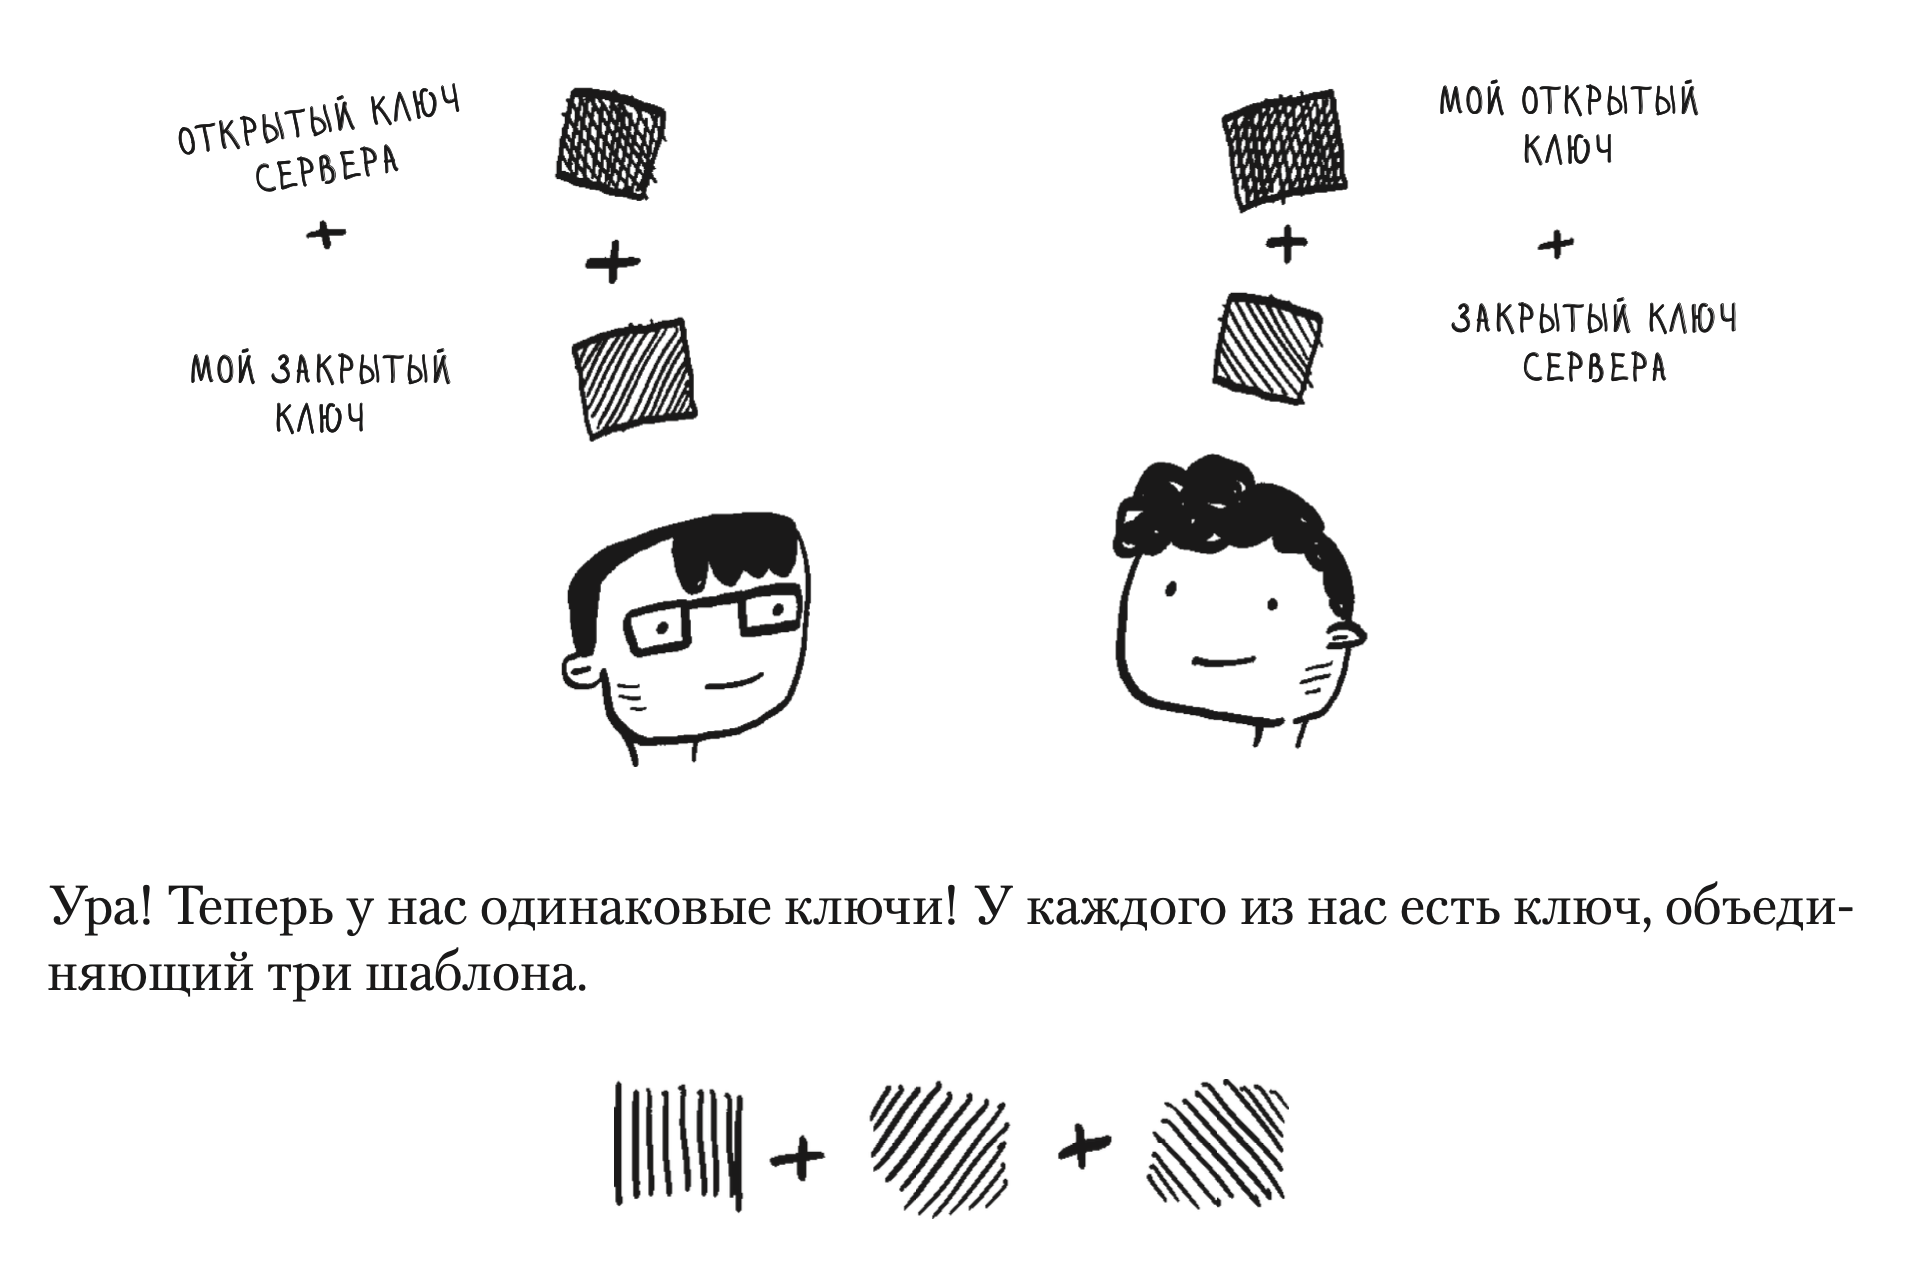 ОТКРЫТЫЙ КЛЮЧ
СЕРВЕРА
+
+
МОЙ ЗАКРЫТЫЙ
КЛЮЧ
МОЙ ОТКРЫТЫЙ
КЛЮЧ
+
+
ЗАКРЫТЫЙ КЛЮЧ
СЕРВЕРА
Ура! Теперь у нас одинаковые ключи! У каждого из нас есть ключ, объеди-
няющий три шаблона.
+ +